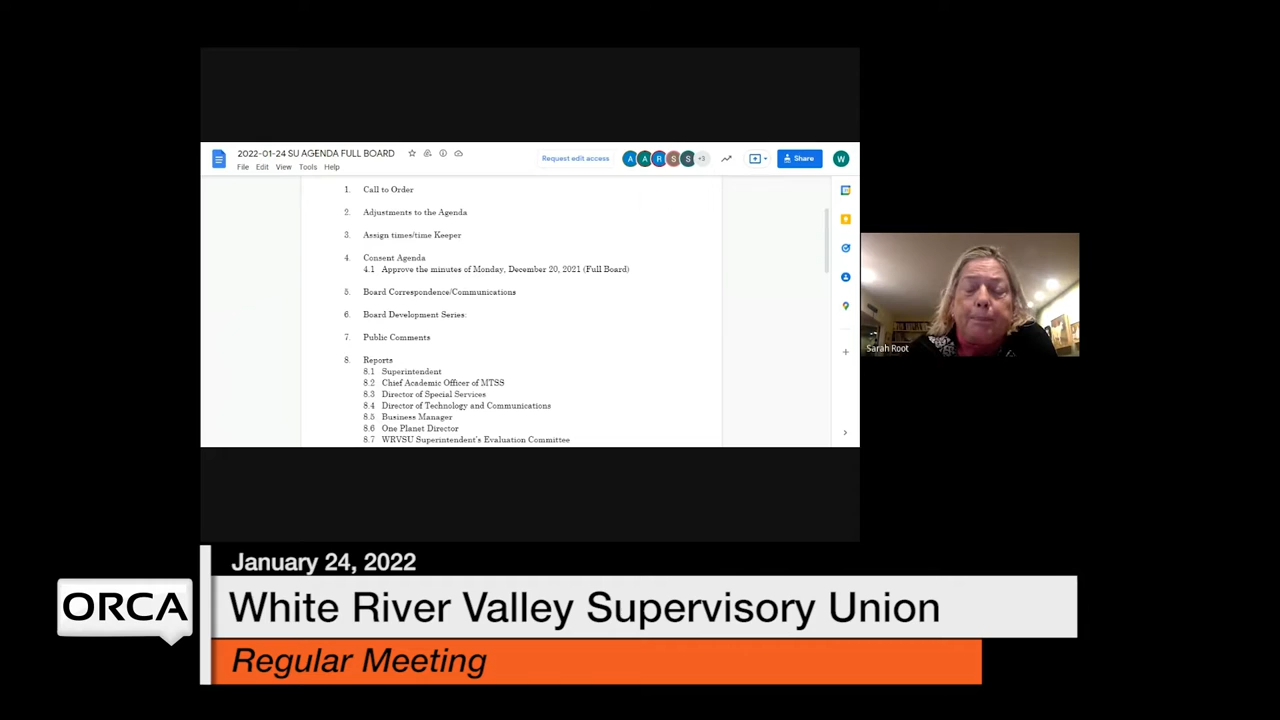 2022-01-24 SU AGENDA FULL BOARD
File Edit View Tools Help
Request edit access
A A R S S +3
Share
W
1. Call to Order
2. Adjustments to the Agenda
3. Assign times/time Keeper
4. Consent Agenda
4.1 Approve the minutes of Monday, December 20, 2021 (Full Board)
5. Board Correspondence/Communications
6. Board Development Series:
7. Public Comments
8. Reports
8.1 Superintendent
8.2 Chief Academic Officer of MTSS
8.3 Director of Special Services
8.4 Director of Technology and Communications
8.5 Business Manager
8.6 One Planet Director
8.7 WRVSU Superintendent's Evaluation Committee
Sarah Root
January 24, 2022
ORCA
White River Valley Supervisory Union
Regular Meeting